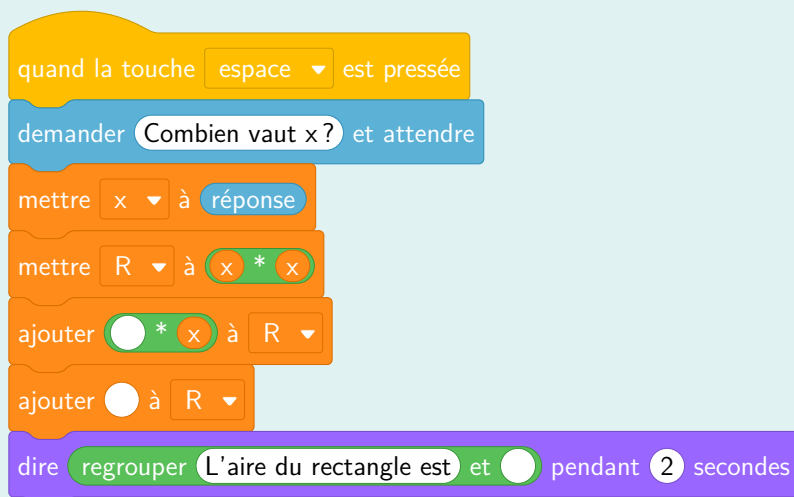 quand la touche espace est pressée
demander Combien vaut x ? et attendre
mettre x à réponse
mettre R à x * x
ajouter * x à R
ajouter à R
dire regrouper L'aire du rectangle est et pendant 2 secondes